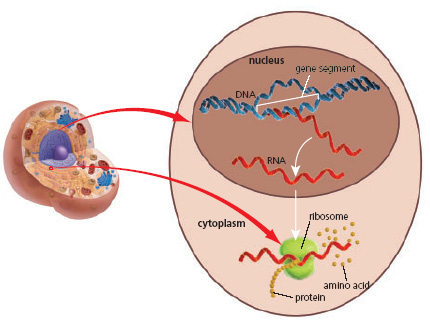 nucleus
gene segment
DNA
RNA
cytoplasm
ribosome
amino acid
protein